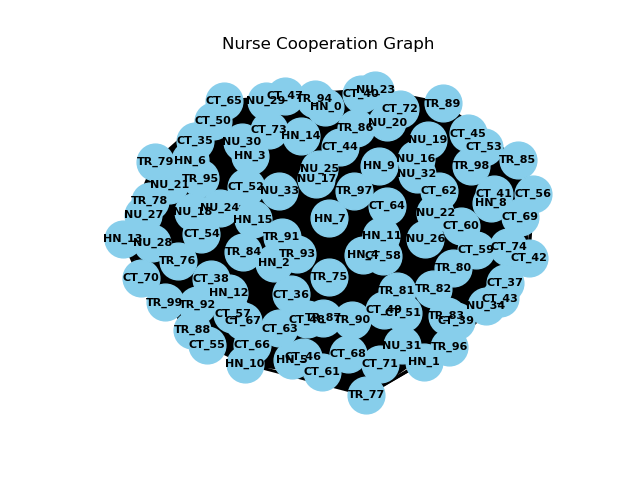 Nurse Cooperation Graph
NU_23
CT_40
CT_47
TR_94
NU_29
CT_65
TR_89
HN_0
CT_72
CT_50
NU_20
TR_86
CT_73
CT_45
HN_14
NU_19
CT_35
NU_30
CT_44
CT_53
HN_3
NU_16
TR_85
HN_6
TR_79
HN_9
TR_98
NU_25
NU_32
NU_17
TR_95
NU_21
CT_52
NU_33
TR_97
CT_62
CT_41
CT_56
TR_78
HN_8
CT_64
NU_24
NU_18
NU_22
NU_27
CT_69
HN_15
HN_7
CT_60
CT_54
TR_91
HN_11
HN_13
NU_26
NU_28
CT_74
CT_59
TR_84
TR_93
HN_4
CT_58
CT_42
TR_76
HN_2
TR_80
CT_70
CT_38
TR_75
CT_37
TR_81
TR_82
HN_12
CT_36
CT_43
TR_99
TR_92
NU_34
CT_49
CT_51
CT_57
TR_83
CT_67
CT_48
TR_87
TR_90
CT_39
TR_88
CT_63
CT_55
CT_66
NU_31
TR_96
CT_68
CT_46
HN_5
HN_10
CT_71
HN_1
CT_61
TR_77